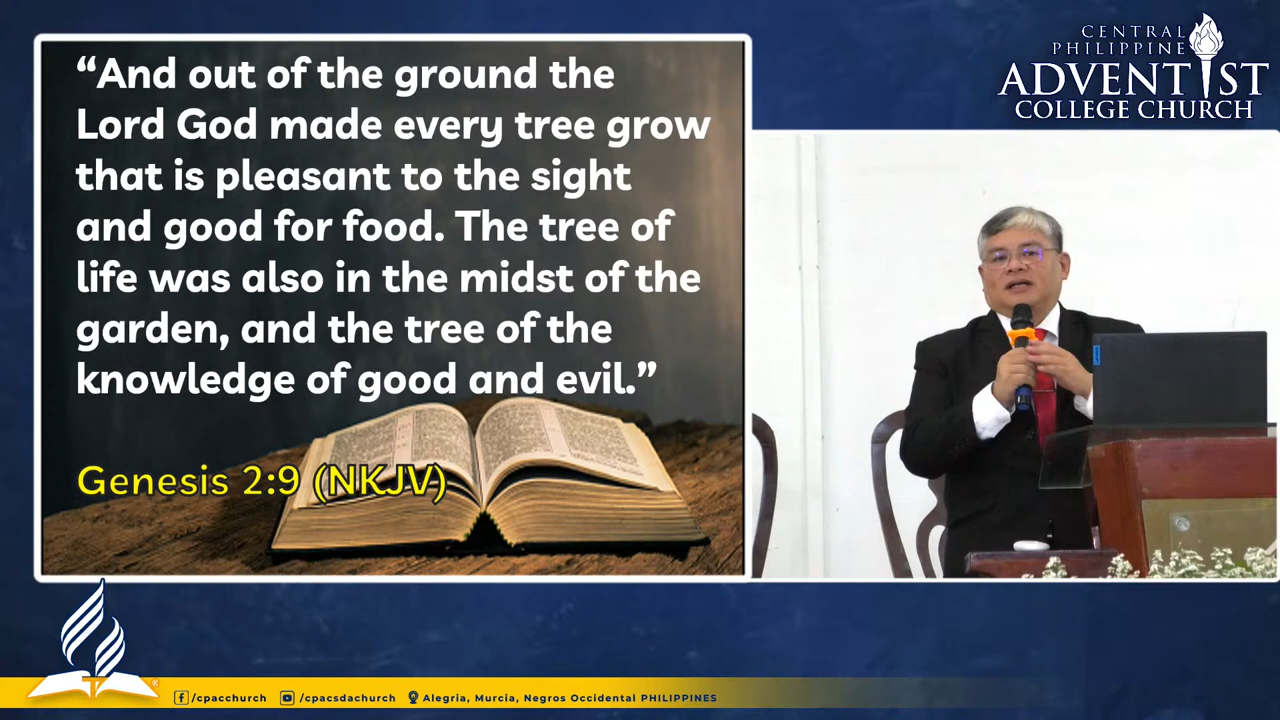 “And out of the ground the
Lord God made every tree grow
that is pleasant to the sight
and good for food. The tree of
life was also in the midst of the
garden, and the tree of the
knowledge of good and evil.”
Genesis 2:9 (NKJV)
CENTRAL
PHILIPPINE
ADVENTIST
COLLEGE CHURCH
/cpacchurch
/cpacsdachurch
Alegria, Murcia, Negros Occidental PHILIPPINES